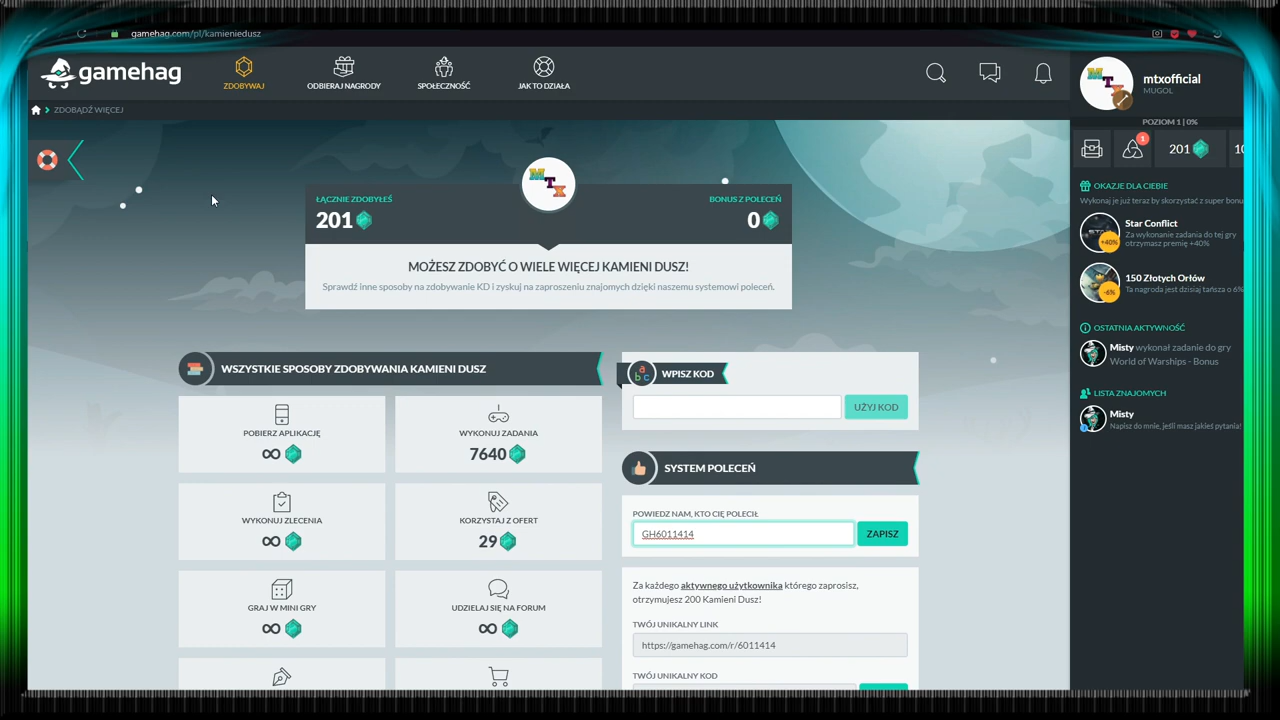 gamehag.com/pl/kamieniedusz
gamehag
ZDOBYWAJ
ODBIERAJ NAGRODY
SPOŁECZNOŚĆ
JAK TO DZIAŁA
mtxofficial
MUGOL
ZDOBĄDŹ WIĘCEJ
POZIOM 1 | 0%
1
201
10
MTX
ŁĄCZNIE ZDOBYŁEŚ
201
BONUS Z POLECEŃ
0
MOŻESZ ZDOBYĆ O WIELE WIĘCEJ KAMIENI DUSZ!
Sprawdź inne sposoby na zdobywanie KD i zyskuj na zaproszeniu znajomych dzięki naszemu systemowi poleceń.
OKAZJE DLA CIEBIE
Wykonaj je już teraz by skorzystać z super bonu
Star Conflict
+40%
Za wykonanie zadania do tej gry
otrzymasz premię +40%
150 Złotych Orłów
-6%
Ta nagroda jest dzisiaj tańsza o 6%
OSTATNIA AKTYWNOŚĆ
Misty wykonał zadanie do gry
World of Warships - Bonus
LISTA ZNAJOMYCH
Misty
Napisz do mnie, jeśli masz jakieś pytania!
WSZYSTKIE SPOSOBY ZDOBYWANIA KAMIENI DUSZ
POBIERZ APLIKACJĘ
∞
WYKONUJ ZADANIA
7640
WYKONUJ ZLECENIA
∞
KORZYSTAJ Z OFERT
29
GRAJ W MINI GRY
∞
UDZIELAJ SIĘ NA FORUM
∞
abc
WPISZ KOD
UŻYJ KOD
SYSTEM POLECEŃ
POWIEDZ NAM, KTO CIĘ POLECIŁ
GH6011414
ZAPISZ
Za każdego aktywnego użytkownika którego zaprosisz,
otrzymujesz 200 Kamieni Dusz!
TWÓJ UNIKALNY LINK
https://gamehag.com/r/6011414
TWÓJ UNIKALNY KOD